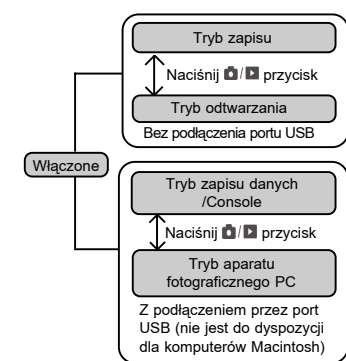 Tryb zapisu
Naciśnij / przycisk
Tryb odtwarzania
Bez podłączenia portu USB
Włączone
Tryb zapisu danych
/Console
Naciśnij / przycisk
Tryb aparatu
fotograficznego PC
Z podłączeniem przez port
USB (nie jest do dyspozycji
dla komputerów Macintosh)